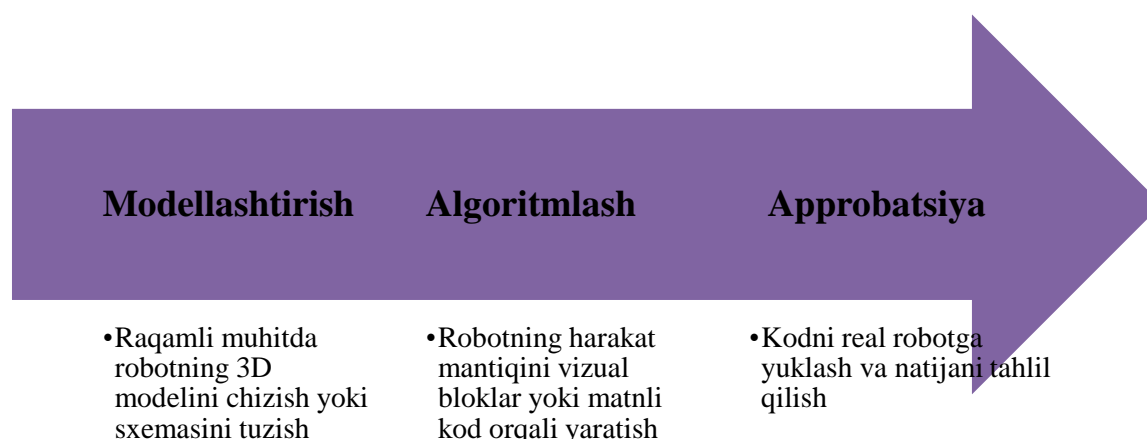 Modellashtirish
Algoritmlash
Approbatsiya
•Raqamli muhitda
robotning 3D
modelini chizish yoki
sxemasini tuzish
•Robotning harakat
mantiqini vizual
bloklar yoki matnli
kod orqali yaratish
•Kodni real robotga
yuklash va natijani tahlil
qilish